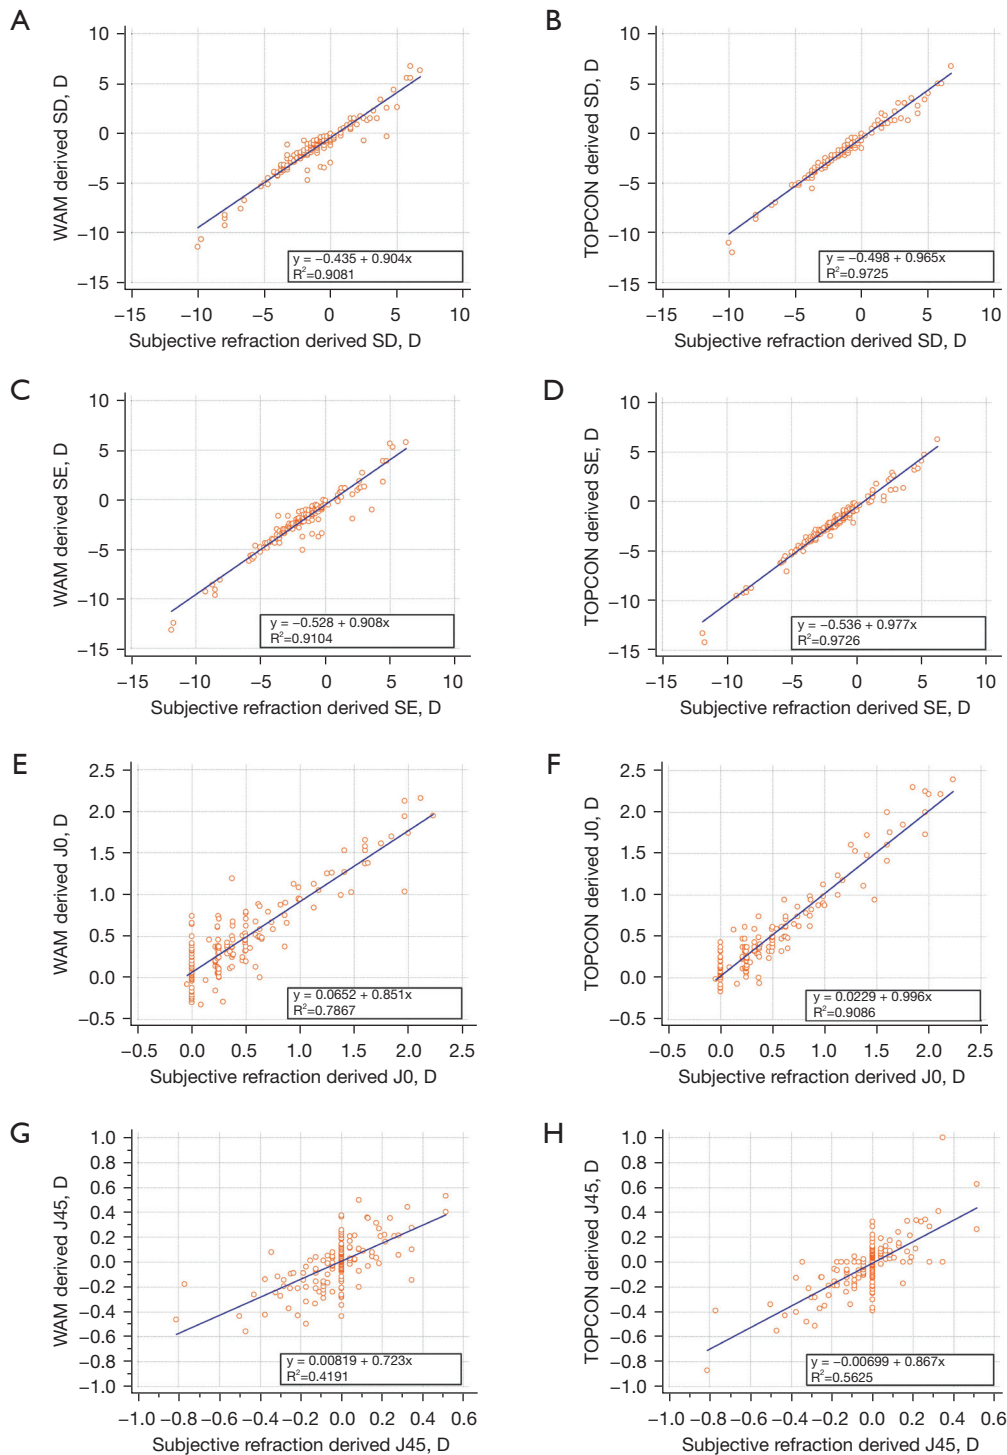 A
WAM derived SD, D
10
5
0
−5
−10
−15
y = −0.435 + 0.904x
R²=0.9081
−15 −10 −5 0 5 10
Subjective refraction derived SD, D
B
TOPCON derived SD, D
10
5
0
−5
−10
−15
y = −0.498 + 0.965x
R²=0.9725
−15 −10 −5 0 5 10
Subjective refraction derived SD, D
C
WAM derived SE, D
10
5
0
−5
−10
−15
y = −0.528 + 0.908x
R²=0.9104
−15 −10 −5 0 5 10
Subjective refraction derived SE, D
D
TOPCON derived SE, D
10
5
0
−5
−10
−15
y = −0.536 + 0.977x
R²=0.9726
−15 −10 −5 0 5 10
Subjective refraction derived SE, D
E
WAM derived J0, D
2.5
2.0
1.5
1.0
0.5
0.0
−0.5
y = 0.0652 + 0.851x
R²=0.7867
−0.5 0.0 0.5 1.0 1.5 2.0 2.5
Subjective refraction derived J0, D
F
TOPCON derived J0, D
2.5
2.0
1.5
1.0
0.5
0.0
−0.5
y = 0.0229 + 0.996x
R²=0.9086
−0.5 0.0 0.5 1.0 1.5 2.0 2.5
Subjective refraction derived J0, D
G
WAM derived J45, D
1.0
0.8
0.6
0.4
0.2
0.0
−0.2
−0.4
−0.6
−0.8
−1.0
y = 0.00819 + 0.723x
R²=0.4191
−1.0 −0.8 −0.6 −0.4 −0.2 0.0 0.2 0.4 0.6
Subjective refraction derived J45, D
H
TOPCON derived J45, D
1.0
0.8
0.6
0.4
0.2
0.0
−0.2
−0.4
−0.6
−0.8
−1.0
y = −0.00699 + 0.867x
R²=0.5625
−1.0 −0.8 −0.6 −0.4 −0.2 0.0 0.2 0.4 0.6
Subjective refraction derived J45, D